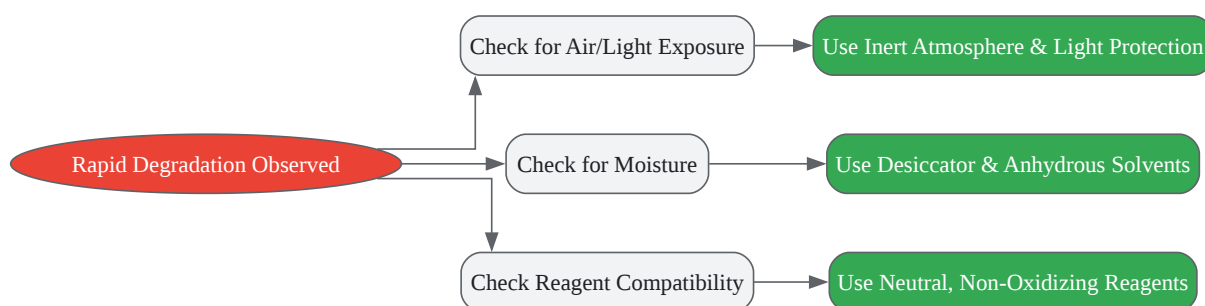 Check for Air/Light Exposure
Use Inert Atmosphere & Light Protection
Rapid Degradation Observed
Check for Moisture
Use Desiccator & Anhydrous Solvents
Check Reagent Compatibility
Use Neutral, Non-Oxidizing Reagents